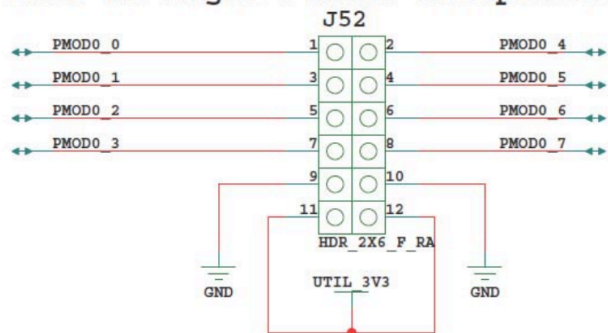 J52
PMOD0_0 1 2 PMOD0_4
PMOD0_1 3 4 PMOD0_5
PMOD0_2 5 6 PMOD0_6
PMOD0_3 7 8 PMOD0_7
9 10
11 12
HDR_2X6_F_RA
GND UTIL_3V3 GND